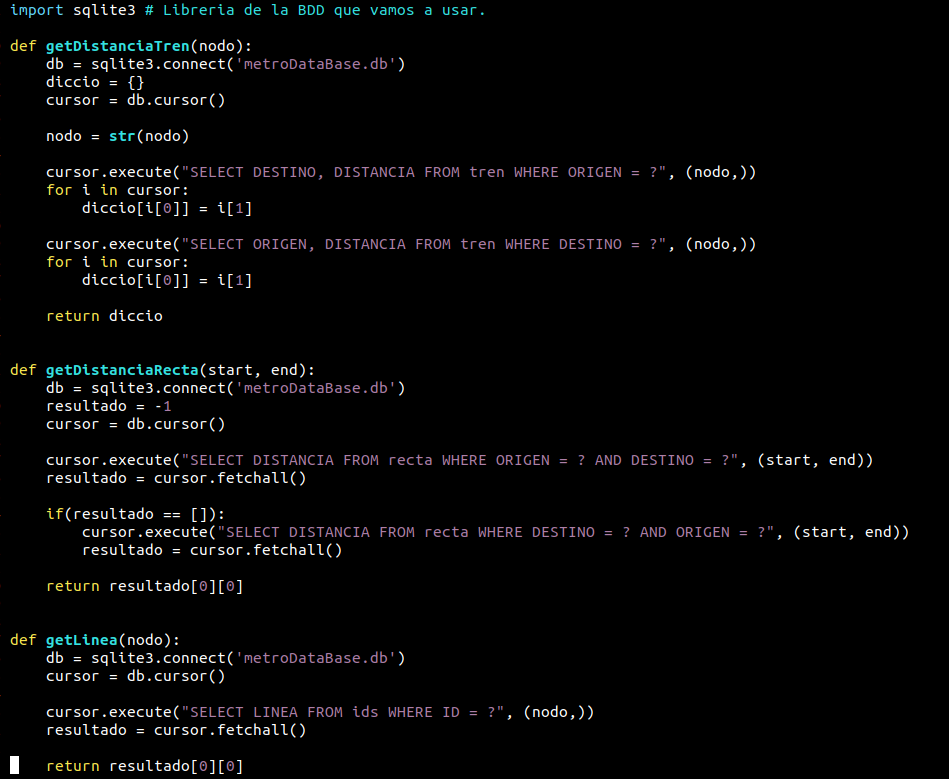 import sqlite3 # Libreria de la BDD que vamos a usar.

def getDistanciaTren(nodo):
    db = sqlite3.connect('metroDataBase.db')
    diccio = {}
    cursor = db.cursor()

    nodo = str(nodo)

    cursor.execute("SELECT DESTINO, DISTANCIA FROM tren WHERE ORIGEN = ?", (nodo,))
    for i in cursor:
        diccio[i[0]] = i[1]

    cursor.execute("SELECT ORIGEN, DISTANCIA FROM tren WHERE DESTINO = ?", (nodo,))
    for i in cursor:
        diccio[i[0]] = i[1]

    return diccio


def getDistanciaRecta(start, end):
    db = sqlite3.connect('metroDataBase.db')
    resultado = -1
    cursor = db.cursor()

    cursor.execute("SELECT DISTANCIA FROM recta WHERE ORIGEN = ? AND DESTINO = ?", (start, end))
    resultado = cursor.fetchall()

    if(resultado == []):
        cursor.execute("SELECT DISTANCIA FROM recta WHERE DESTINO = ? AND ORIGEN = ?", (start, end))
        resultado = cursor.fetchall()

    return resultado[0][0]


def getLinea(nodo):
    db = sqlite3.connect('metroDataBase.db')
    cursor = db.cursor()

    cursor.execute("SELECT LINEA FROM ids WHERE ID = ?", (nodo,))
    resultado = cursor.fetchall()

    return resultado[0][0]